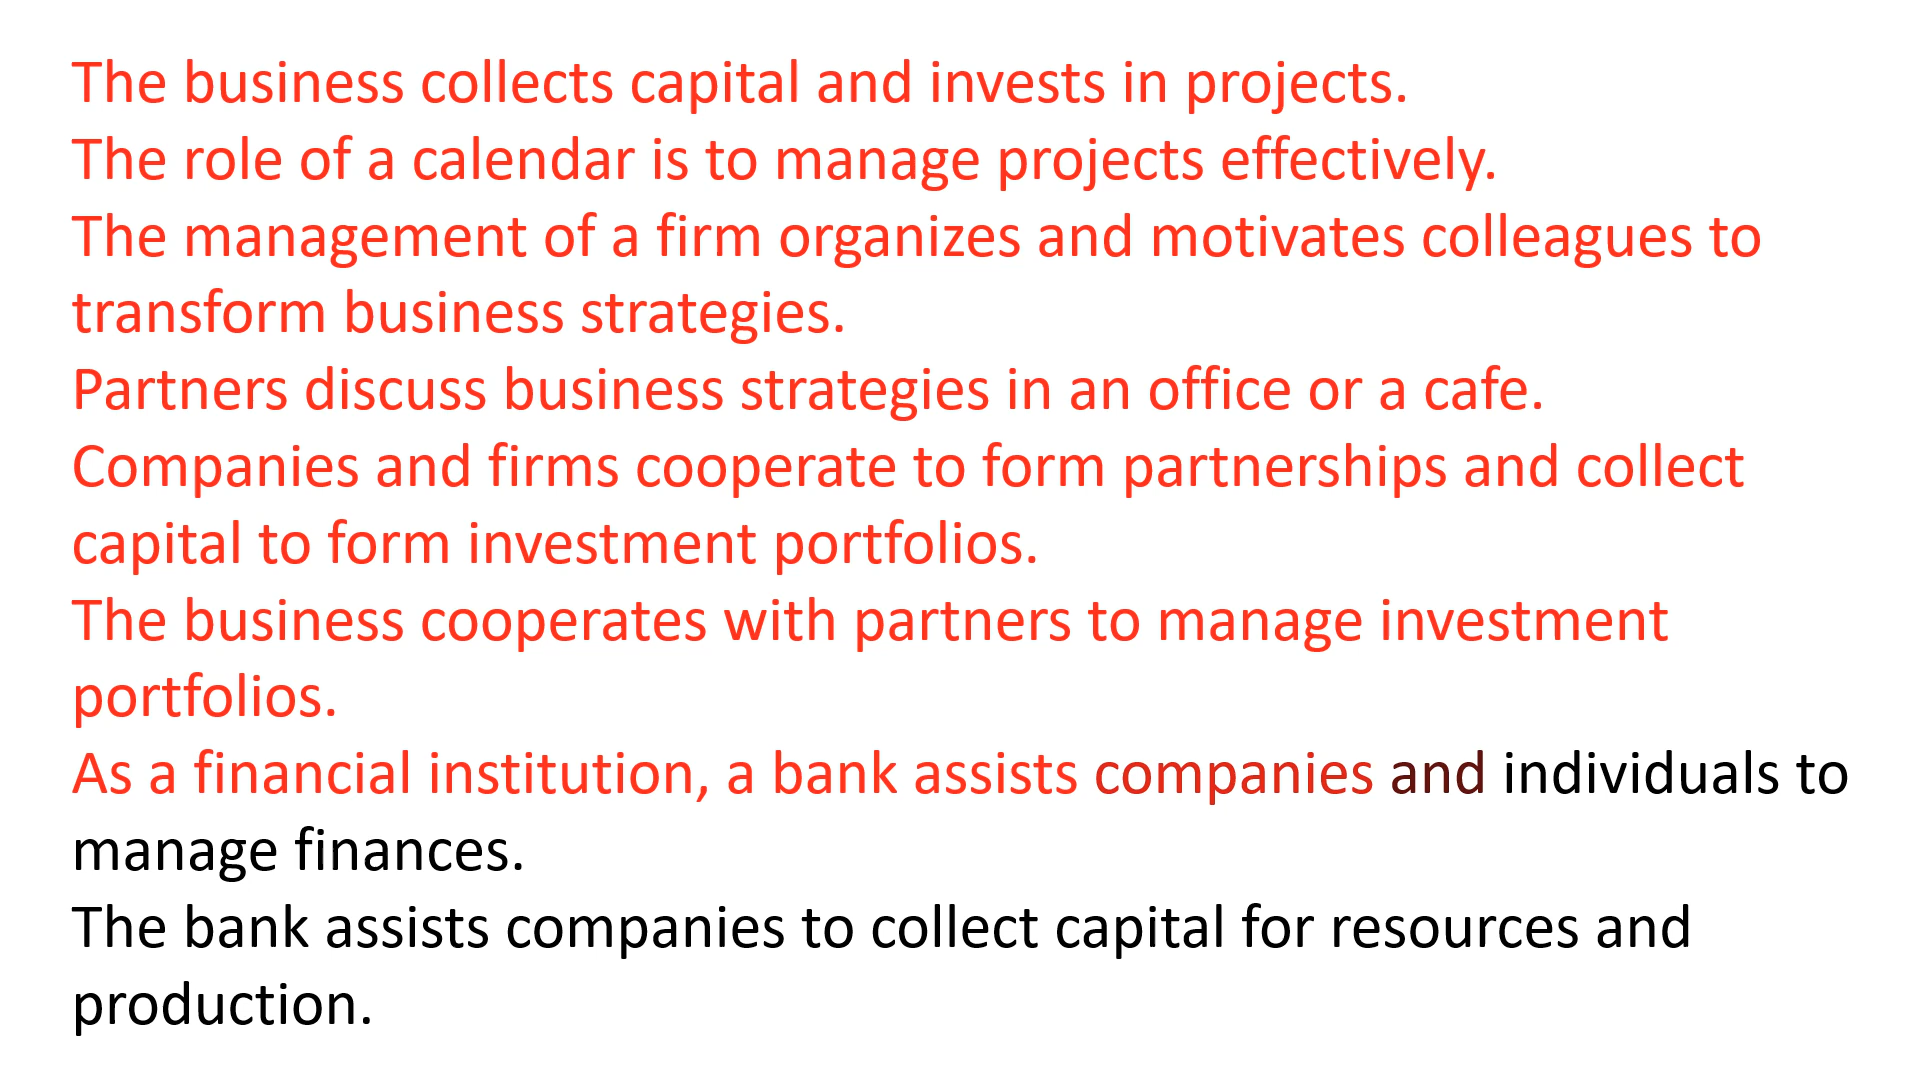 The business collects capital and invests in projects.
The role of a calendar is to manage projects effectively.
The management of a firm organizes and motivates colleagues to
transform business strategies.
Partners discuss business strategies in an office or a cafe.
Companies and firms cooperate to form partnerships and collect
capital to form investment portfolios.
The business cooperates with partners to manage investment
portfolios.
As a financial institution, a bank assists companies and individuals to
manage finances.
The bank assists companies to collect capital for resources and
production.